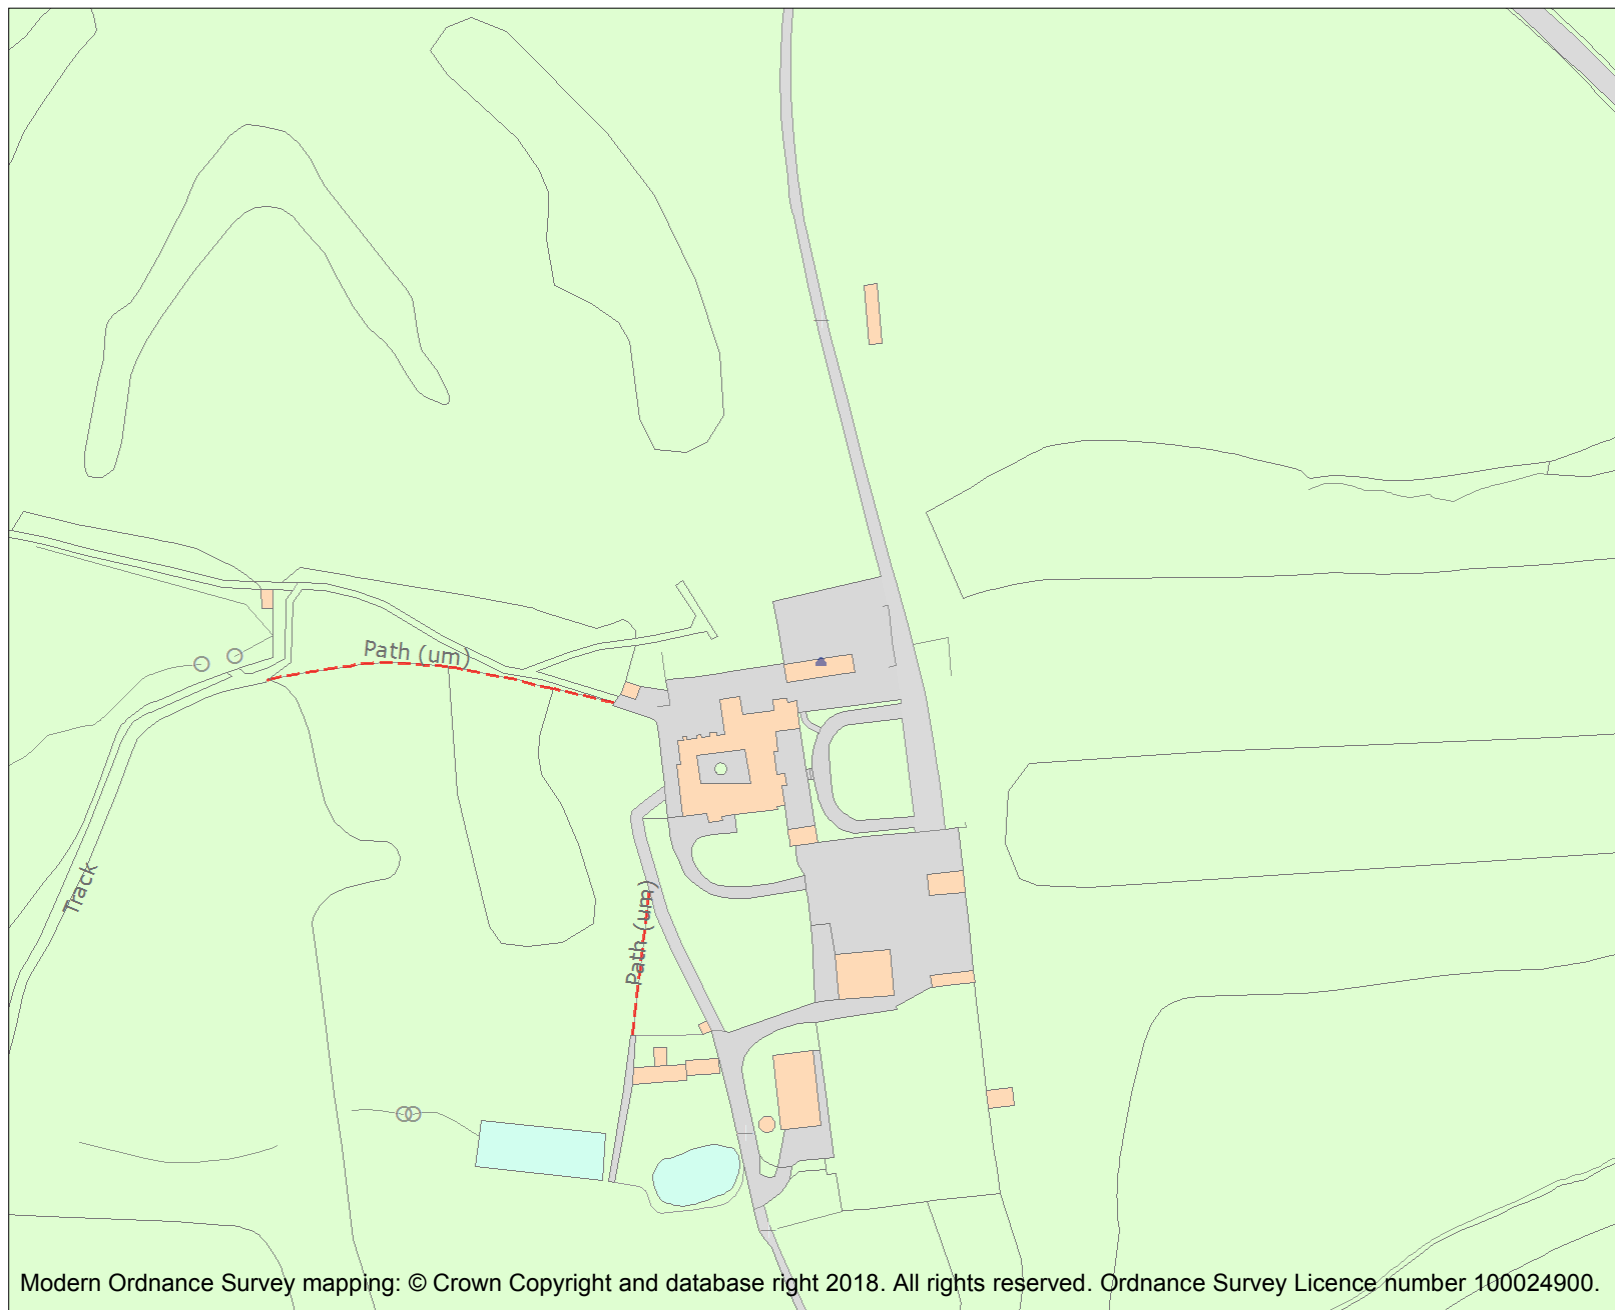 Path (um)
Track
Path (um)
Modern Ordnance Survey mapping: © Crown Copyright and database right 2018. All rights reserved. Ordnance Survey Licence number 100024900.